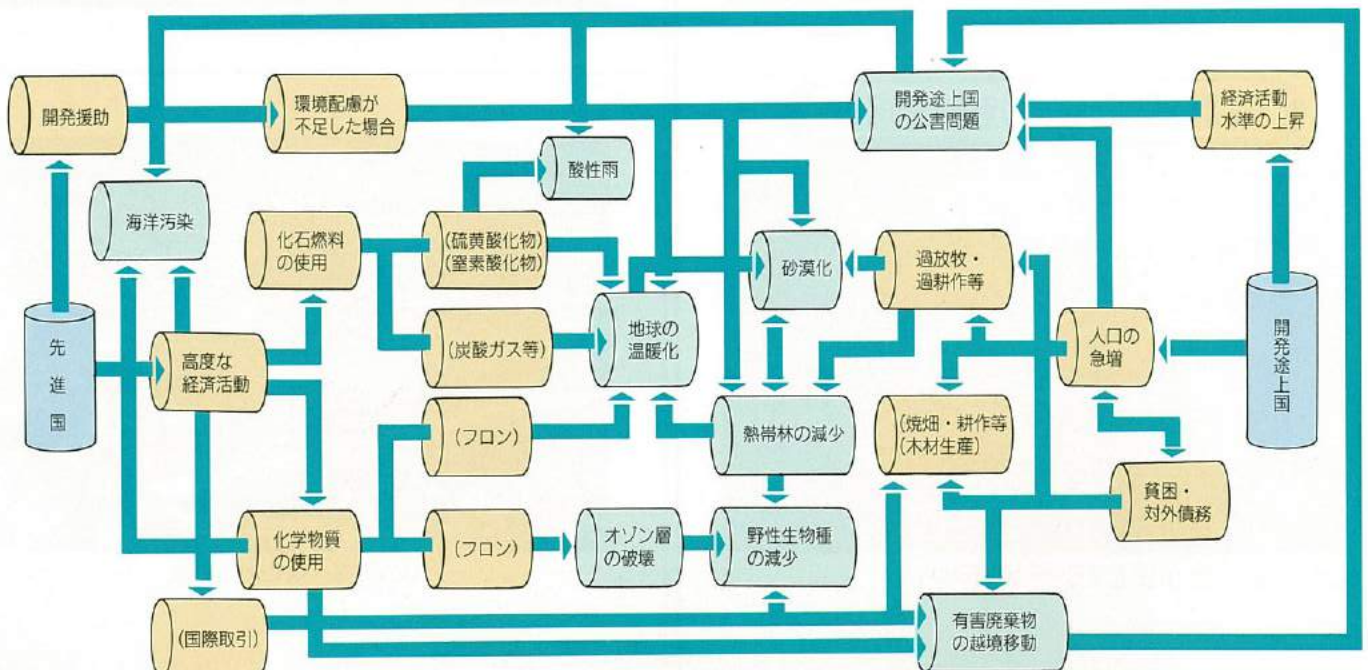 開発援助
環境配慮が
不足した場合
開発途上国
の公害問題
経済活動
水準の上昇
酸性雨
海洋汚染
化石燃料
の使用
(硫黄酸化物)
(窒素酸化物)
砂漠化
過放牧・
過耕作等
先進国
高度な
経済活動
(炭酸ガス等)
地球の
温暖化
人口の
急増
開発途上国
(フロン)
熱帯林の減少
(焼畑・耕作等)
(木材生産)
貧困・
対外債務
化学物質
の使用
(フロン)
オゾン層
の破壊
野性生物種
の減少
(国際取引)
有害廃棄物
の越境移動